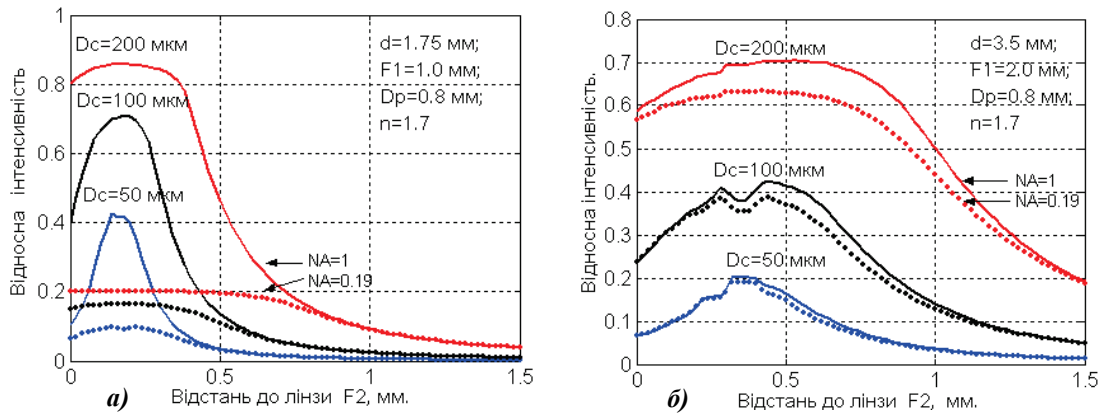 1
0.8
0.6
0.4
0.2
0
0
0.5
1
1.5
Відносна інтенсивність
Dc=200 мкм
Dc=100 мкм
Dc=50 мкм
d=1.75 мм;
F1=1.0 мм;
Dp=0.8 мм;
n=1.7
NA=1
NA=0.19
а)
Відстань до лінзи F2, мм.
0.8
0.7
0.6
0.5
0.4
0.3
0.2
0.1
0
0
0.5
1
1.5
Відносна інтенсивність,
Dc=200 мкм
Dc=100 мкм
Dc=50 мкм
d=3.5 мм;
F1=2.0 мм;
Dp=0.8 мм;
n=1.7
NA=1
NA=0.19
б)
Відстань до лінзи F2, мм.